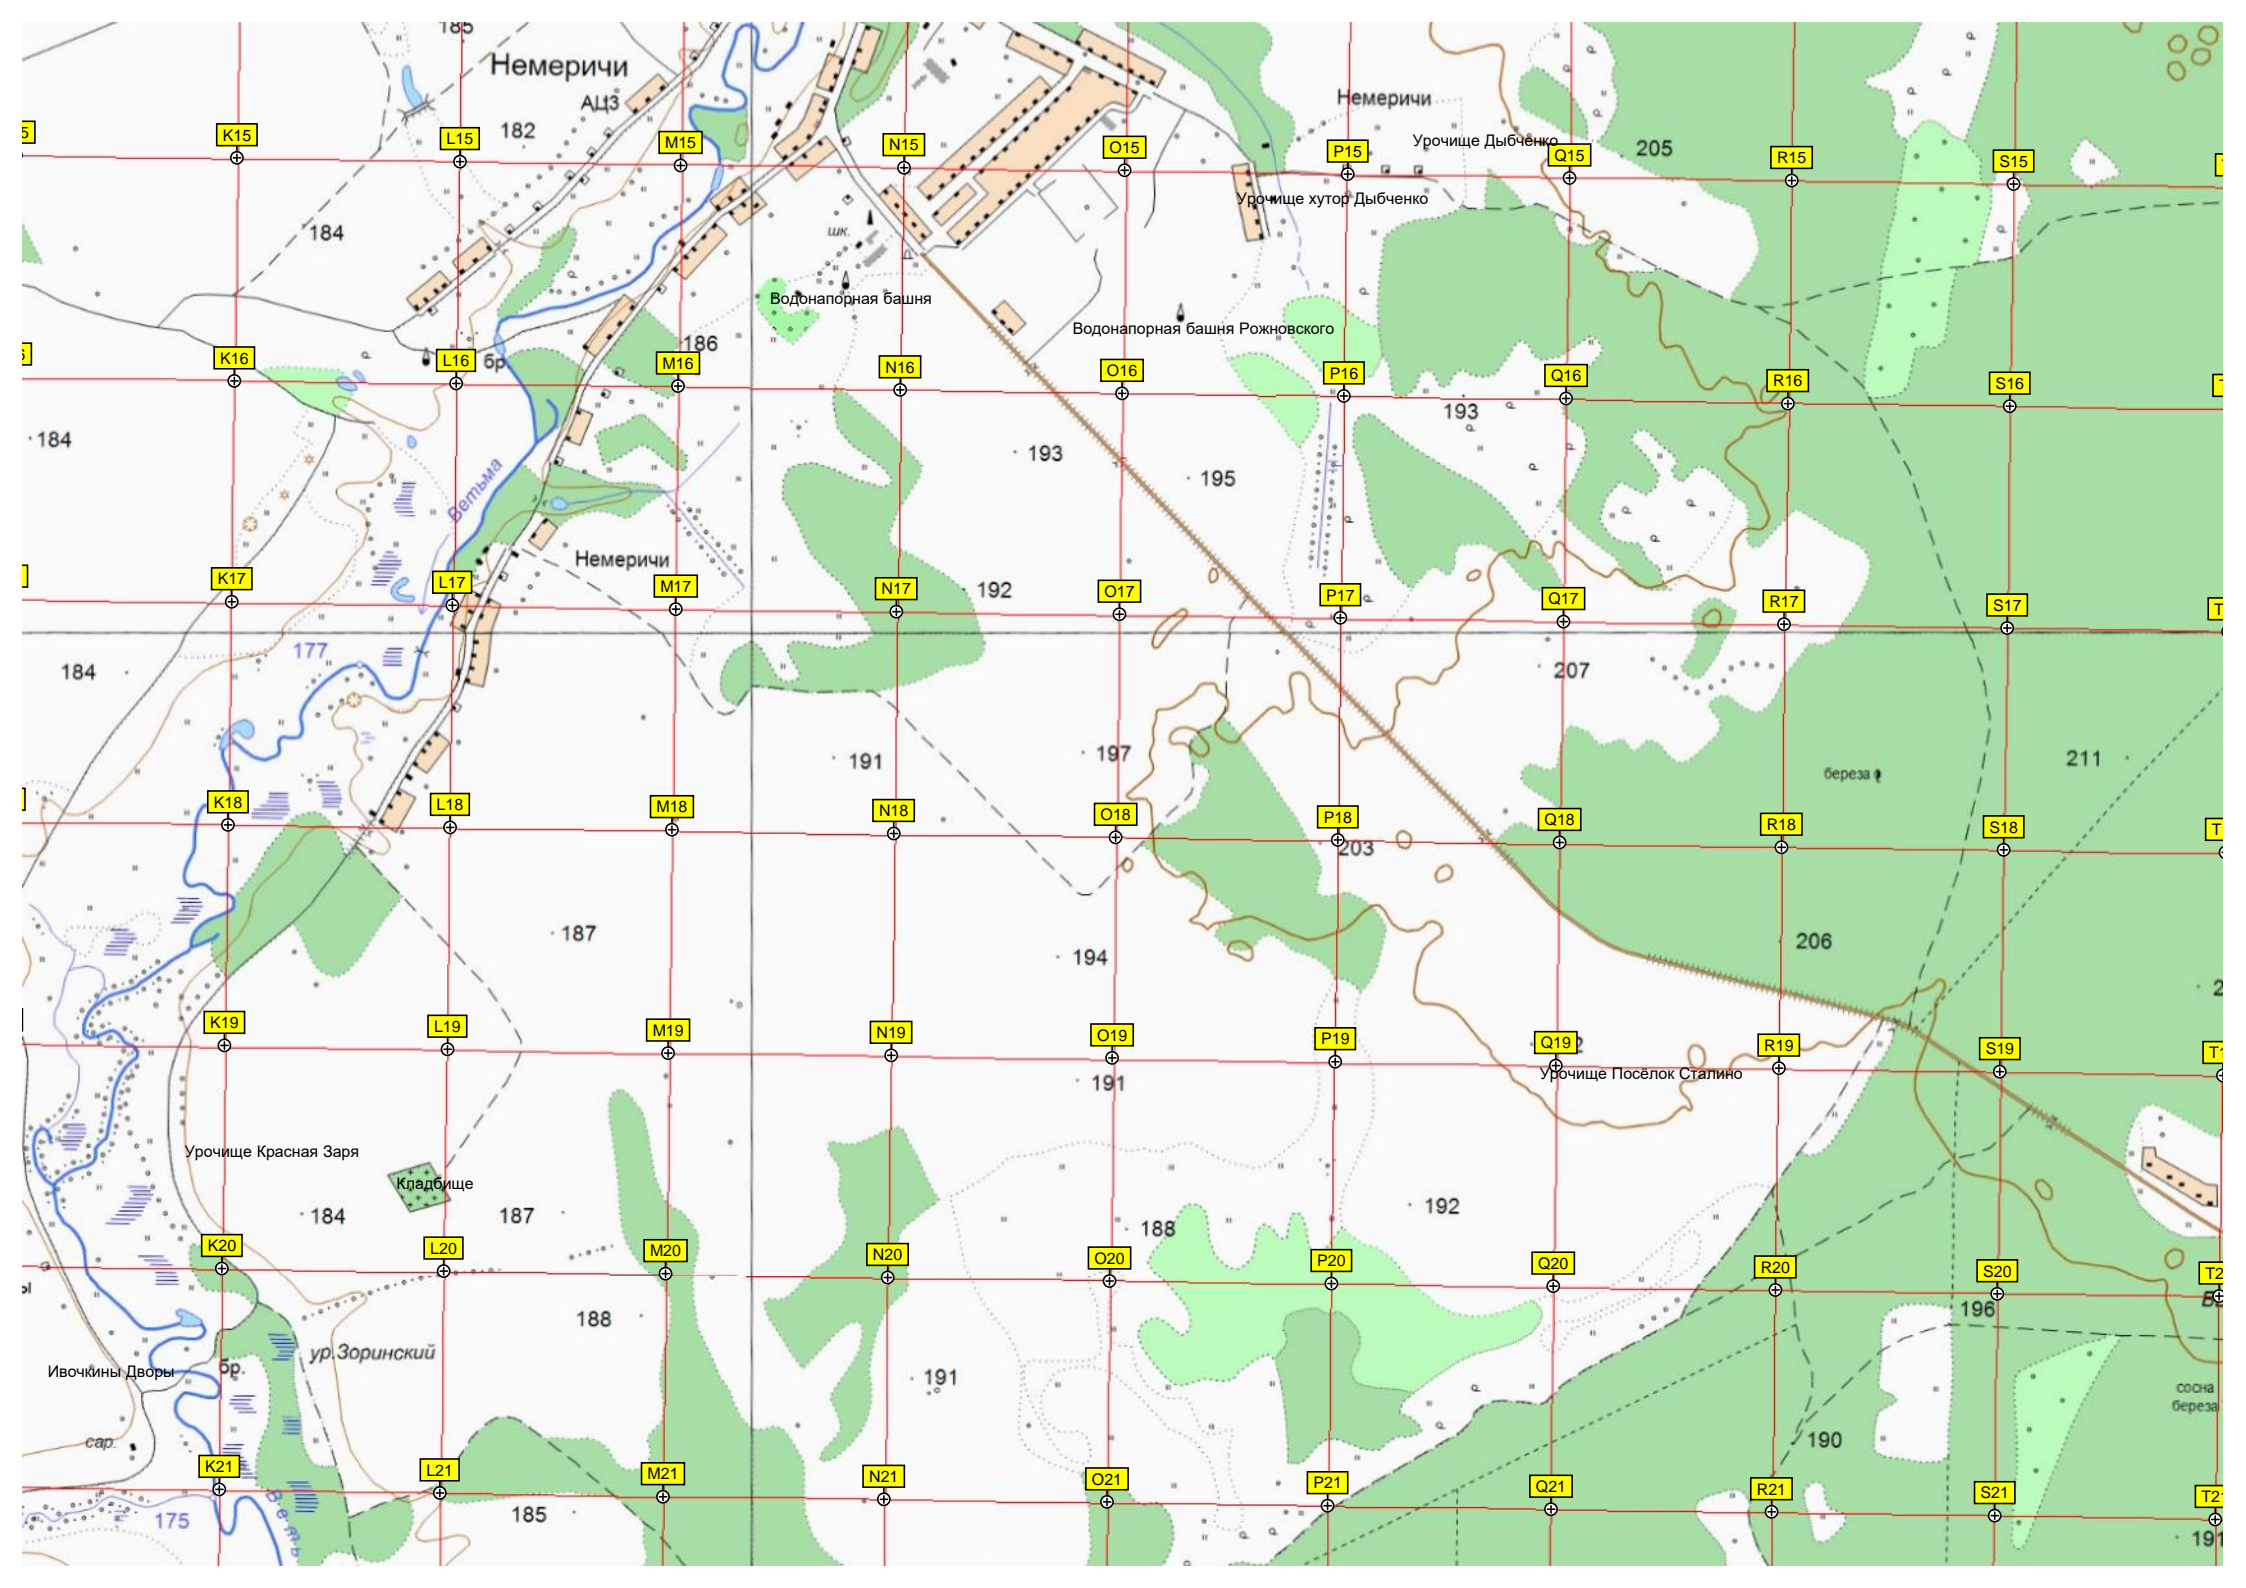 185
Немеричи
АЦЗ
182
Немеричи
Урочище Дыбченко
205
5
K15
L15
M15
N15
O15
P15
Q15
R15
S15
184
шк.
Урочище хутор Дыбченко
Водонапорная башня
Водонапорная башня Рожновского
186
K16
L16
бр.
M16
N16
O16
P16
Q16
R16
S16
184
193
193
195
Ветьма
Немеричи
192
K17
L17
M17
N17
O17
P17
Q17
R17
S17
T
177
184
207
191
197
береза
211
K18
L18
M18
N18
O18
P18
Q18
R18
S18
T
203
187
194
206
K19
L19
M19
N19
O19
P19
Q19
R19
S19
191
Урочище Посёлок Сталино
Урочище Красная Заря
Кладбище
184
187
188
192
K20
L20
M20
N20
O20
P20
Q20
R20
S20
188
196
ур.Зоринский
Ивочкины Дворы
бр.
191
сосна
береза
сар.
190
K21
L21
M21
N21
O21
P21
Q21
R21
S21
175
Веть
185
191